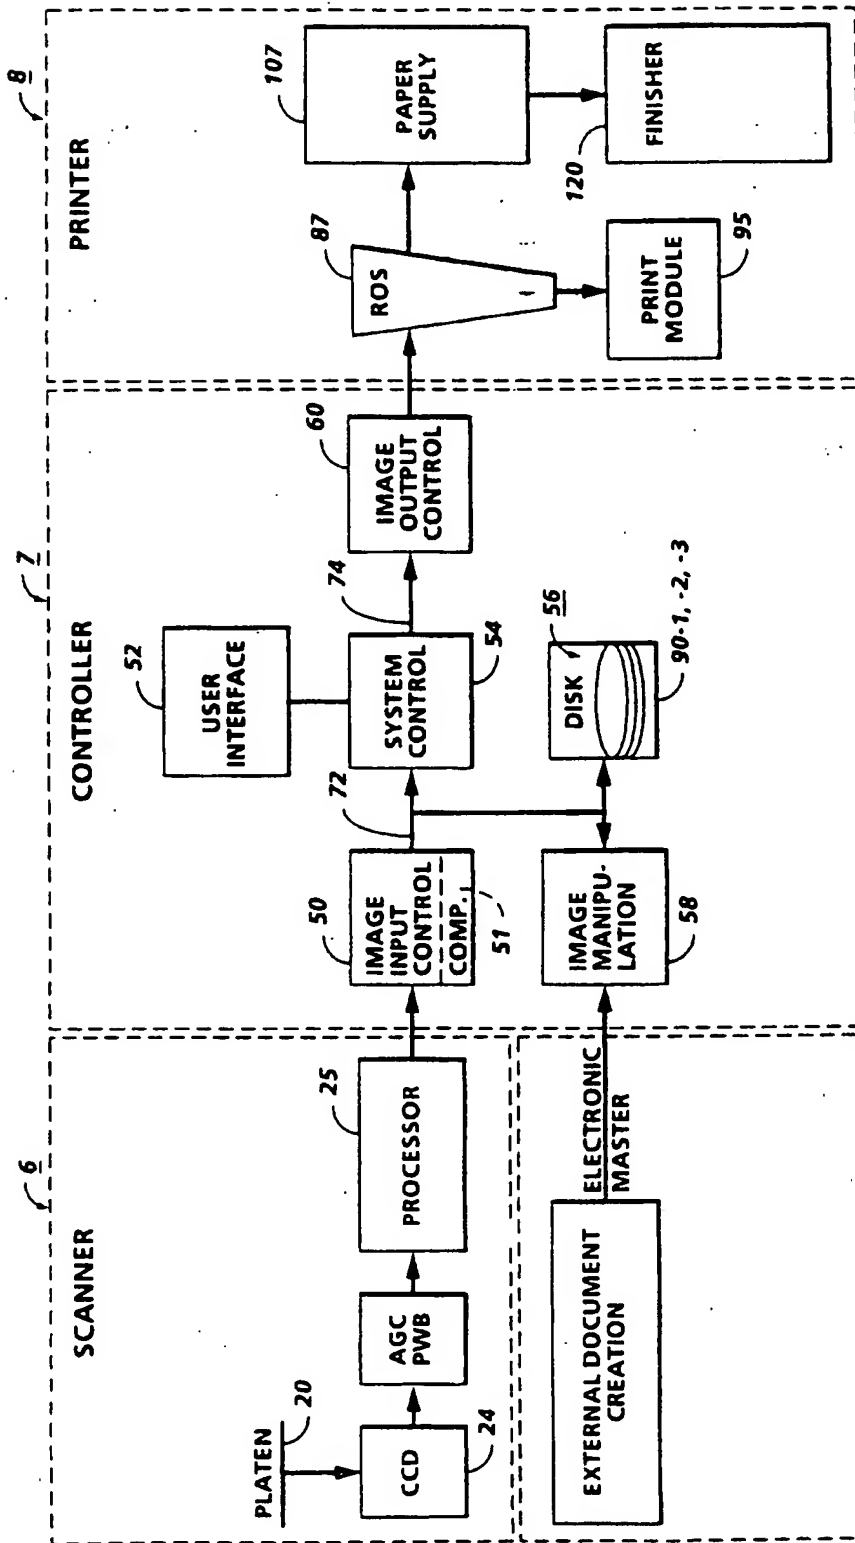 6
SCANNER
PLATEN
20
CCD
24
AGC
PWB
PROCESSOR
25
EXTERNAL DOCUMENT
CREATION
ELECTRONIC
MASTER
7
CONTROLLER
52
USER
INTERFACE
50
IMAGE
INPUT
CONTROL
COMP.
51
72
SYSTEM
CONTROL
54
74
60
IMAGE
OUTPUT
CONTROL
IMAGE
MANIPU-
LATION
58
DISK
56
90-1, -2, -3
8
PRINTER
87
ROS
107
PAPER
SUPPLY
PRINT
MODULE
95
120
FINISHER